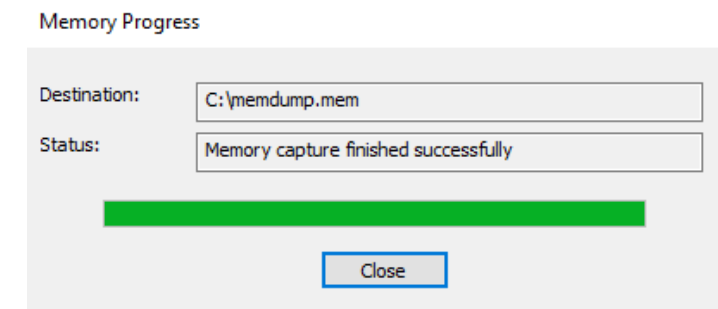 Memory Progress
Destination: C:\memdump.mem
Status: Memory capture finished successfully
Close